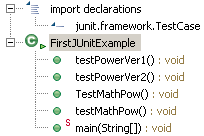 import declarations
junit.framework.TestCase
FirstJUnitExample
testPowerVer1() : void
testPowerVer2() : void
TestMathPow() : void
testMathPow() : void
main(String[]) : void